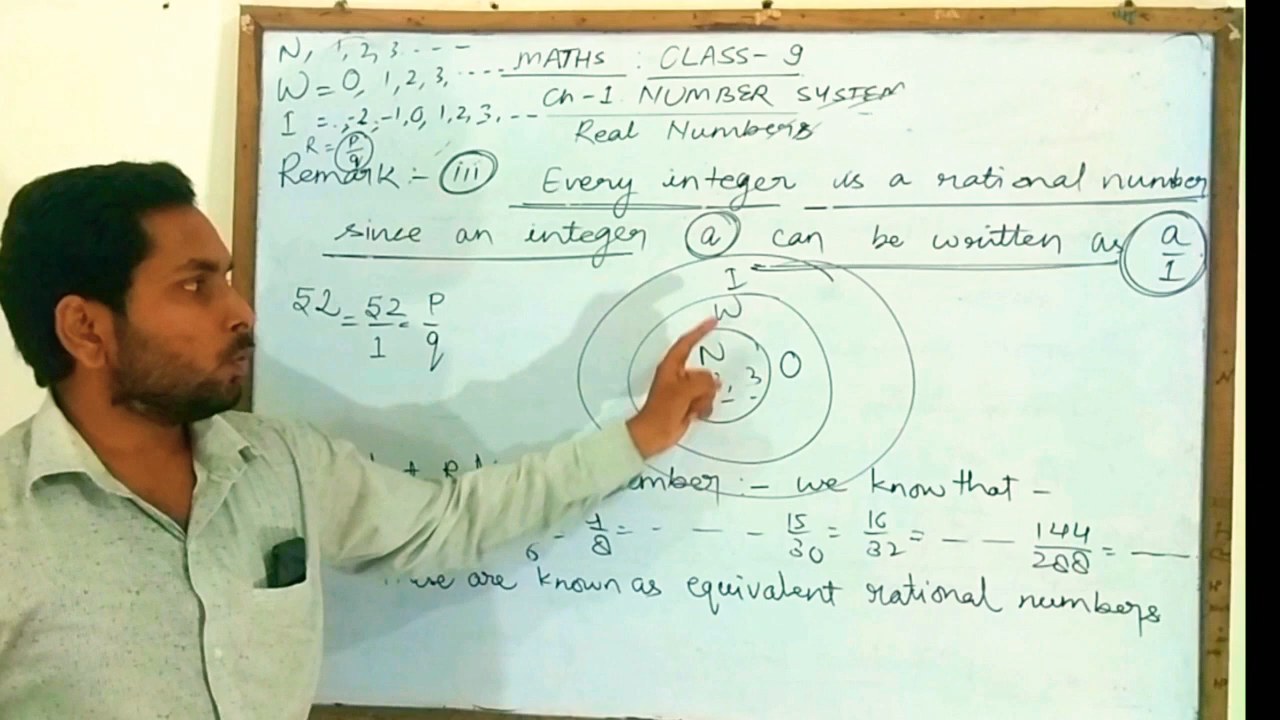 N, 1, 2, 3 - - - -
W = 0, 1, 2, 3, ----
I = .., -2, -1, 0, 1, 2, 3, - --
R = p/q
MATHS : CLASS- 9
Ch-1 NUMBER SYSTEM
Real Numbers
Remark :- (iii) Every integer is a rational number
since an integer (a) can be written as a/1
52 = 52/1 = p/q
I
W
N
3
0
:- we know that -
= - — — - 15/30 = 16/32 = — — 144/288 = ——
are known as equivalent rational numbers